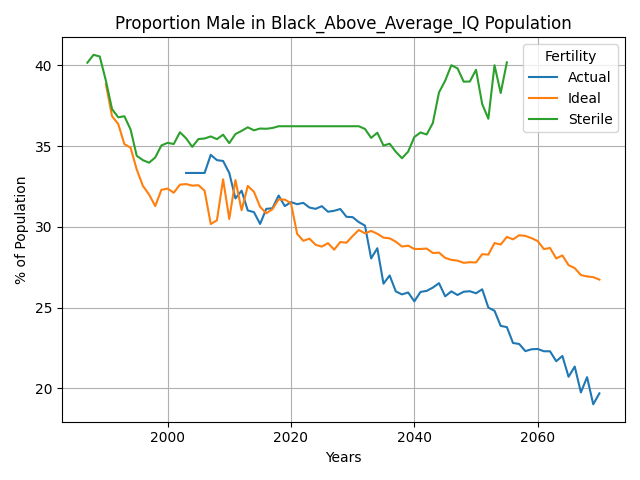 Proportion Male in Black_Above_Average_IQ Population
% of Population
40
35
30
25
20
2000
2020
2040
2060
Years
Fertility
Actual
Ideal
Sterile